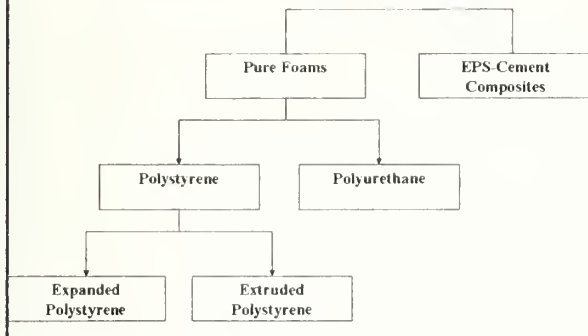 Pure Foams
EPS-Cement
Composites
Polystyrene
Polyurethane
Expanded
Polystyrene
Extruded
Polystyrene